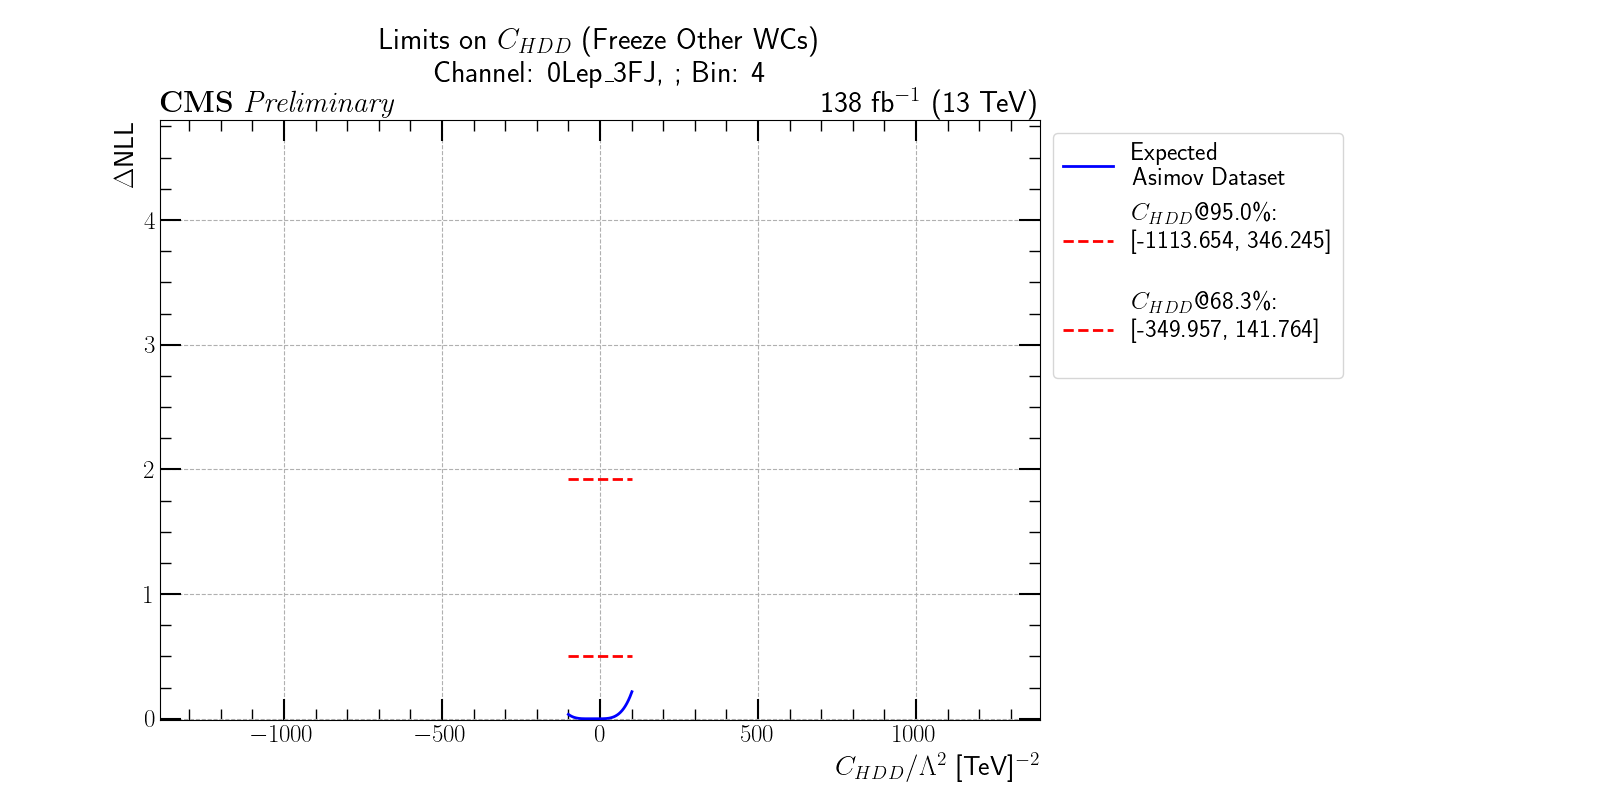 Limits on C_HDD (Freeze Other WCs)
Channel: 0Lep_3FJ, ; Bin: 4
CMS Preliminary
138 fb⁻¹ (13 TeV)
ΔNLL
4
3
2
1
0
−1000
−500
0
500
1000
C_HDD/Λ² [TeV]⁻²
Expected
Asimov Dataset
C_HDD@95.0%:
[-1113.654, 346.245]
C_HDD@68.3%:
[-349.957, 141.764]